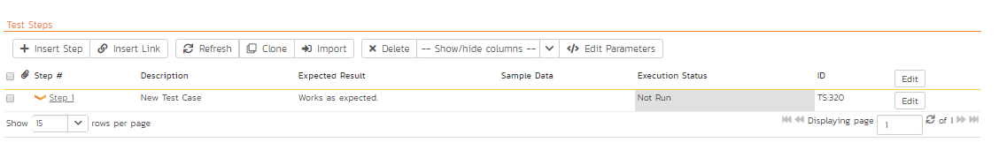 Test Steps
Insert Step Insert Link Refresh Clone Import Delete -- Show/hide columns -- Edit Parameters
Step # Description Expected Result Sample Data Execution Status ID Edit
Step 1 New Test Case Works as expected. Not Run TS:320 Edit
Show 15 rows per page Displaying page 1 of 1